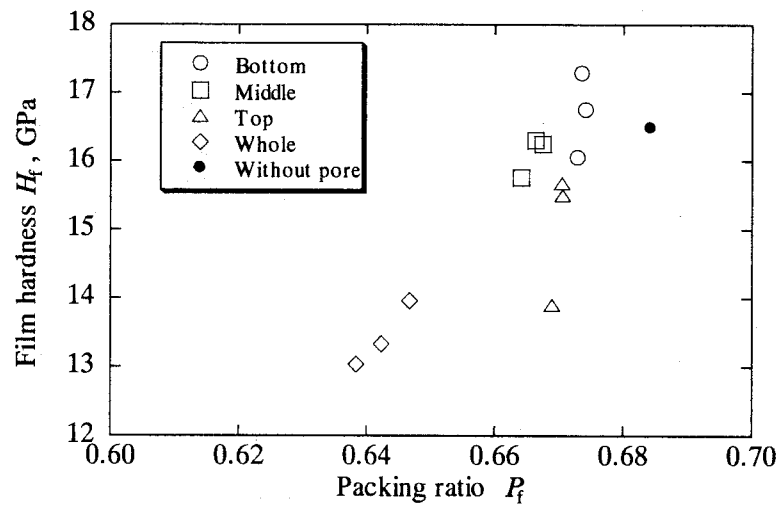 18
17
16
15
14
13
12
Film hardness Hf, GPa
Bottom
Middle
Top
Whole
Without pore
0.60
0.62
0.64
0.66
0.68
0.70
Packing ratio Pf